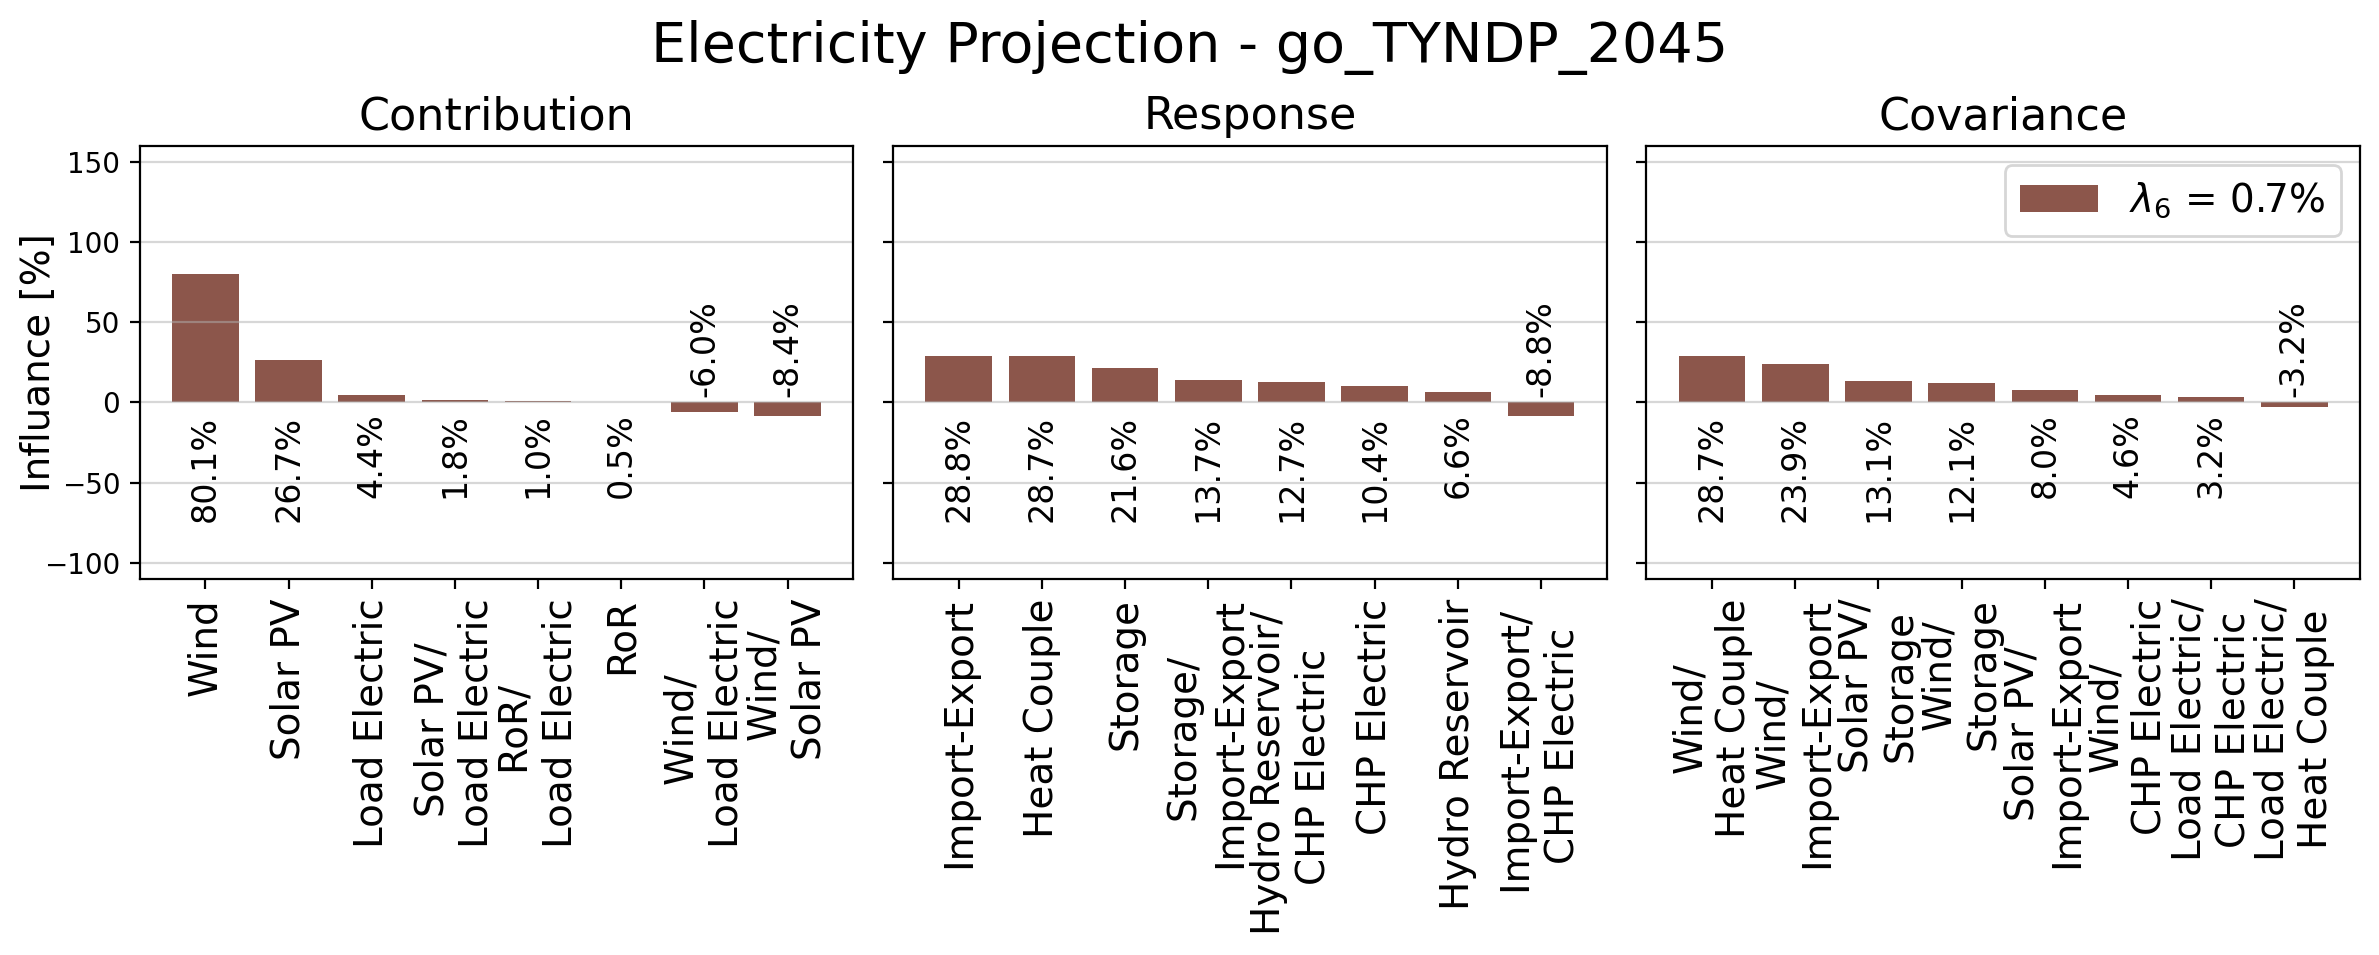 Electricity Projection - go_TYNDP_2045
Contribution
Influance [%]
150
100
50
0
−50
−100
80.1%
26.7%
4.4%
1.8%
1.0%
0.5%
-6.0%
-8.4%
Wind
Solar PV
Load Electric
Solar PV/
Load Electric
RoR/
Load Electric
RoR
Wind/
Load Electric
Wind/
Solar PV
Response
28.8%
28.7%
21.6%
13.7%
12.7%
10.4%
6.6%
-8.8%
Import-Export
Heat Couple
Storage
Storage/
Import-Export
Hydro Reservoir/
CHP Electric
CHP Electric
Hydro Reservoir
Import-Export/
CHP Electric
Covariance
λ6 = 0.7%
28.7%
23.9%
13.1%
12.1%
8.0%
4.6%
3.2%
-3.2%
Wind/
Heat Couple
Wind/
Import-Export
Solar PV/
Storage
Wind/
Storage
Solar PV/
Import-Export
Wind/
CHP Electric
Load Electric/
CHP Electric
Load Electric/
Heat Couple